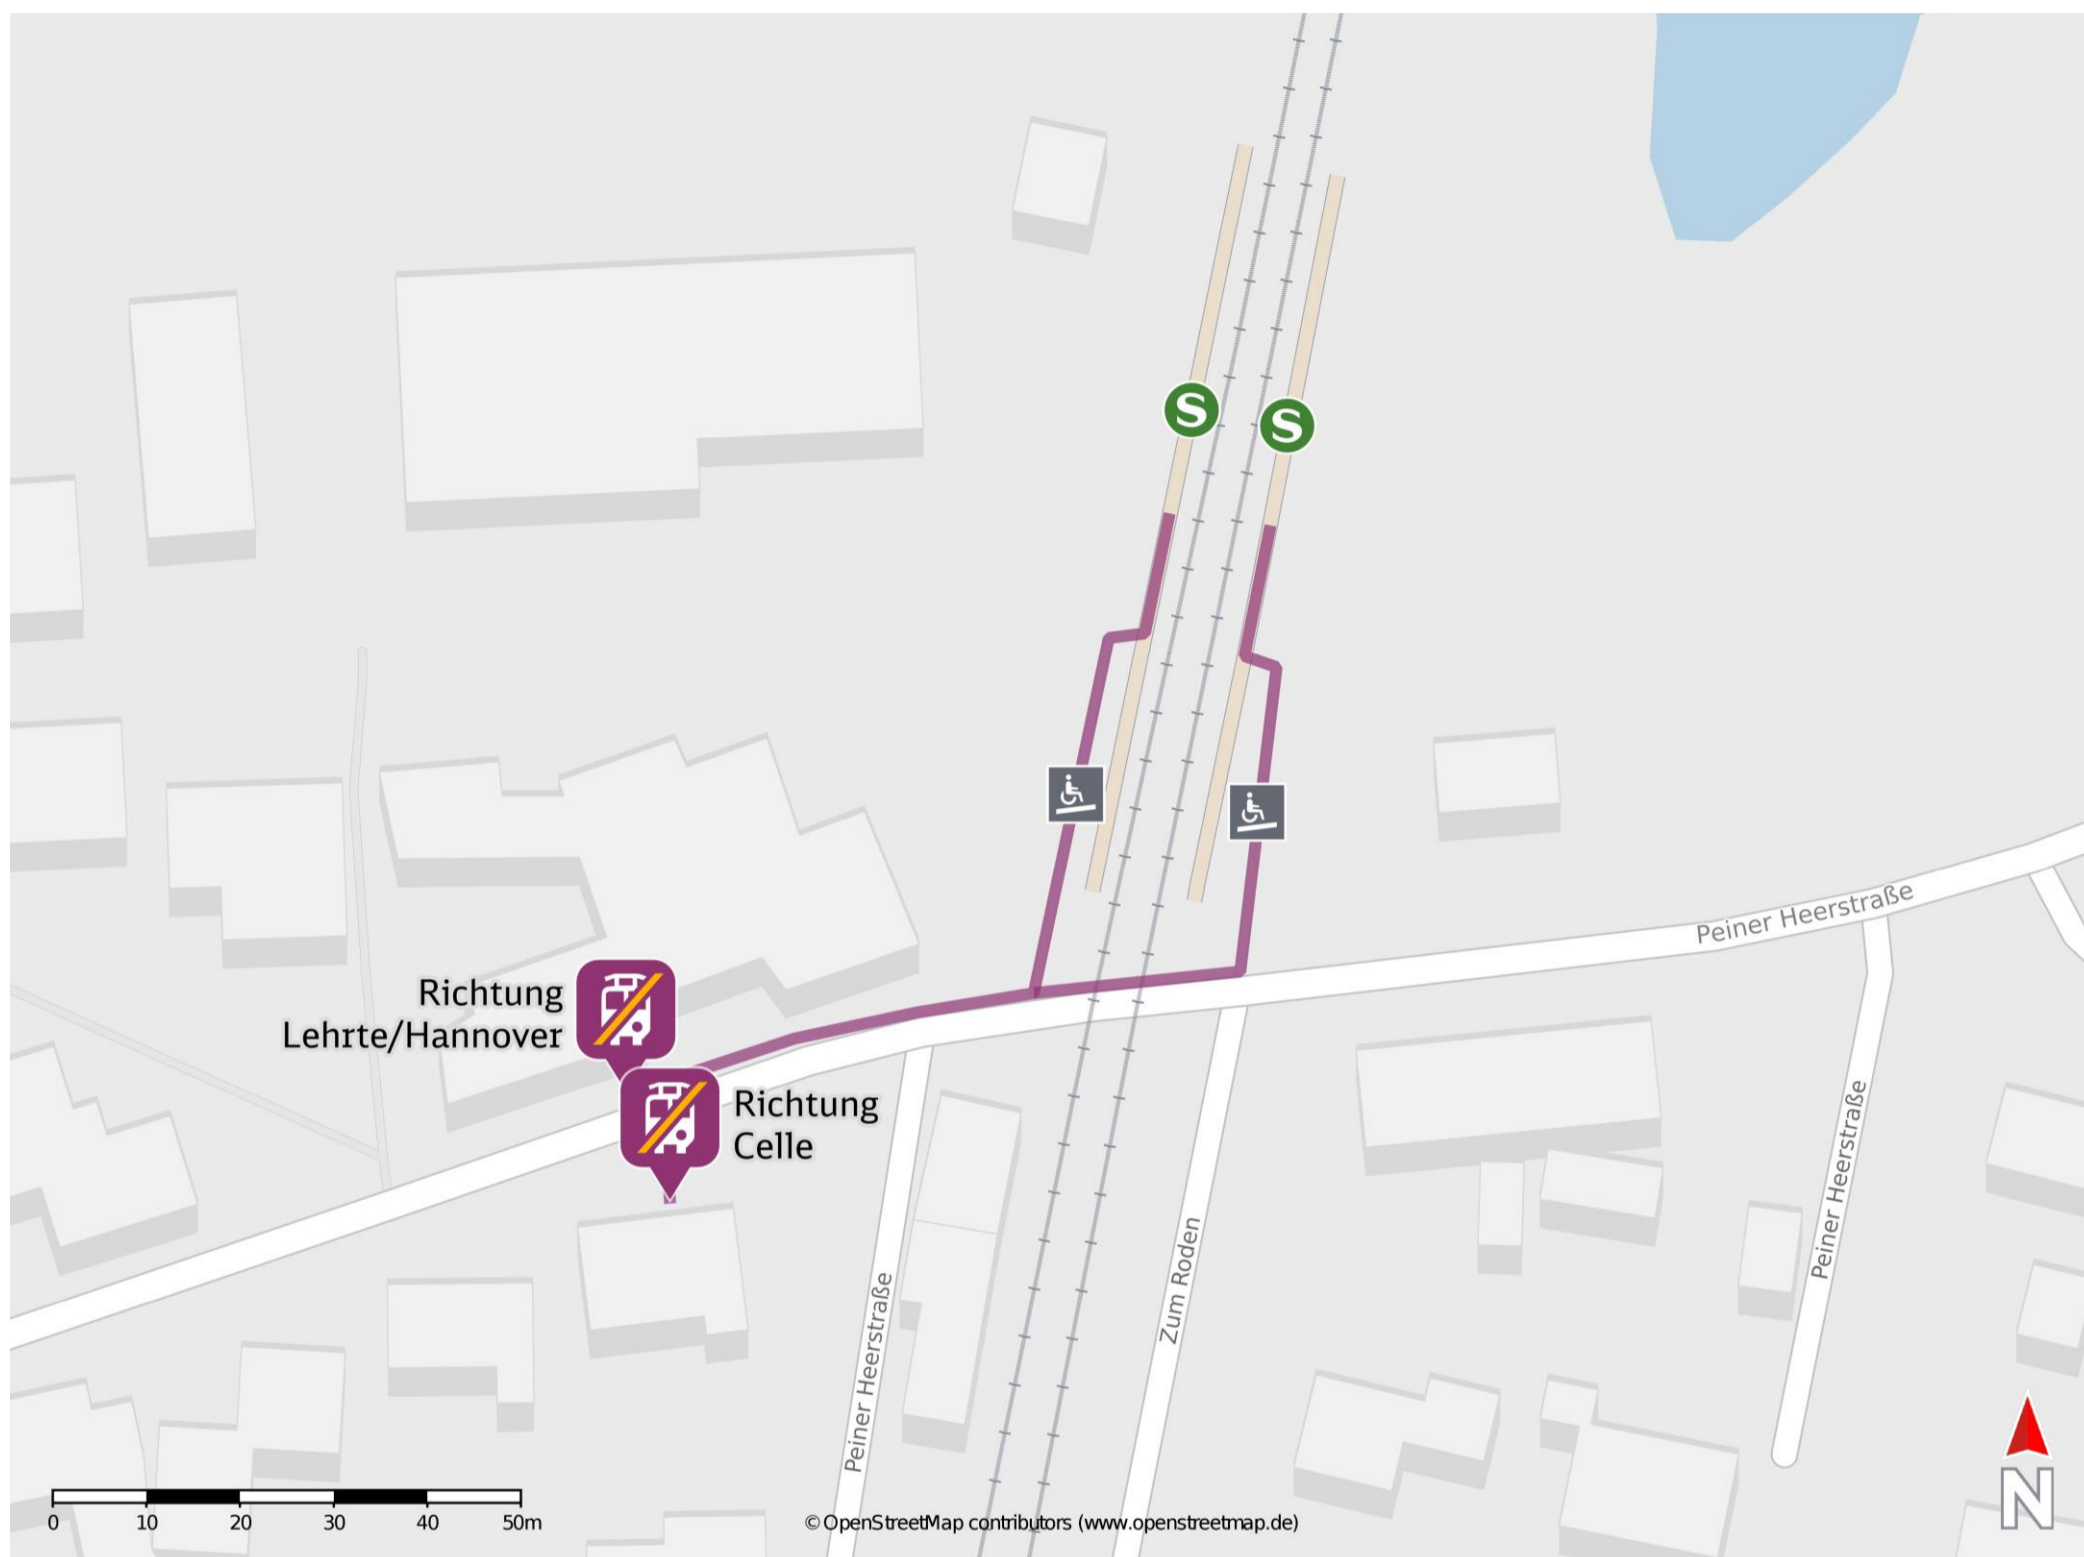 S
S
Peiner Heerstraße
Richtung
Lehrte/Hannover
Richtung
Celle
Peiner Heerstraße
Zum Roden
Peiner Heerstraße
0 10 20 30 40 50m
© OpenStreetMap contributors (www.openstreetmap.de)
N